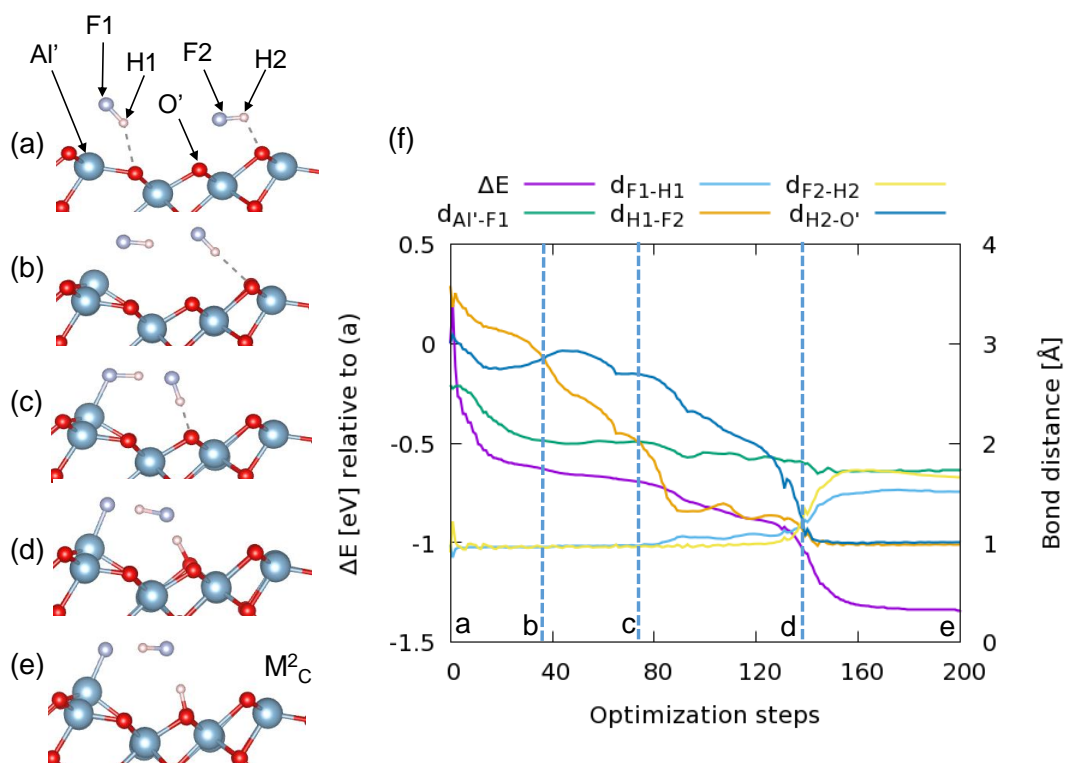 F1
F2
H2
Al'
H1
O'
(a)
(b)
(c)
(d)
(e)
M²C
(f)
ΔE
dF1-H1
dF2-H2
dAl'-F1
dH1-F2
dH2-O'
0.5
0
-0.5
-1
-1.5
ΔE [eV] relative to (a)
4
3
2
1
0
Bond distance [Å]
a
b
c
d
e
0
40
80
120
160
200
Optimization steps